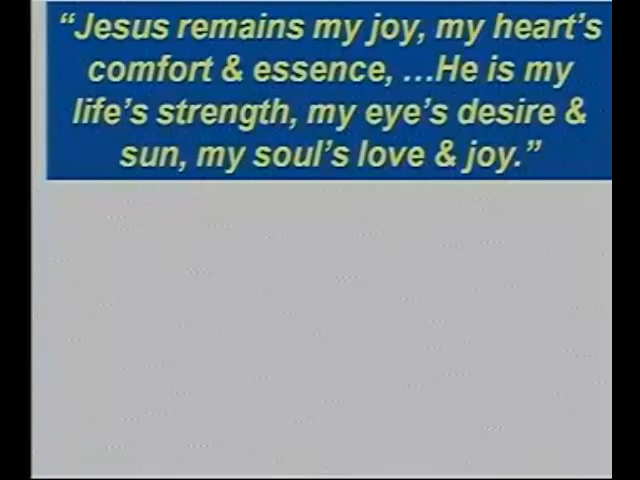 “Jesus remains my joy, my heart’s
comfort & essence, …He is my
life’s strength, my eye’s desire &
sun, my soul’s love & joy.”